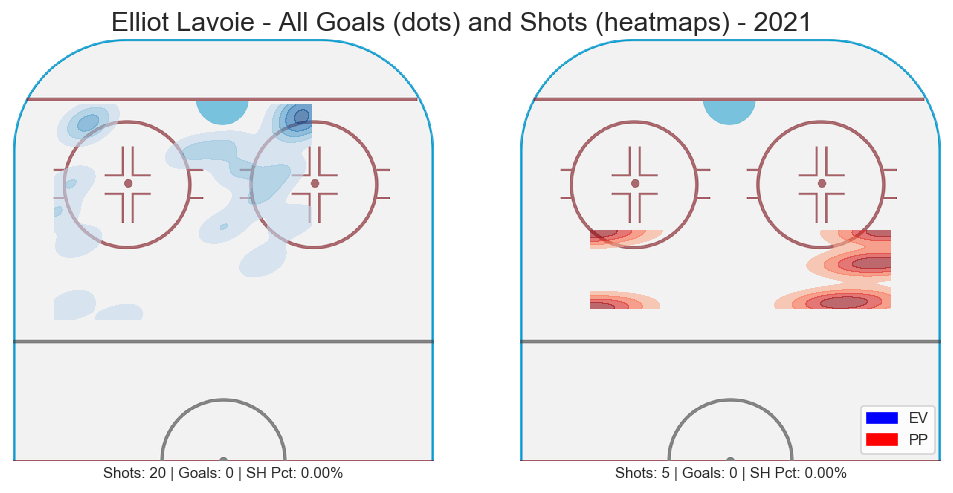 Elliot Lavoie - All Goals (dots) and Shots (heatmaps) - 2021
EV
PP
Shots: 20 | Goals: 0 | SH Pct: 0.00%
Shots: 5 | Goals: 0 | SH Pct: 0.00%